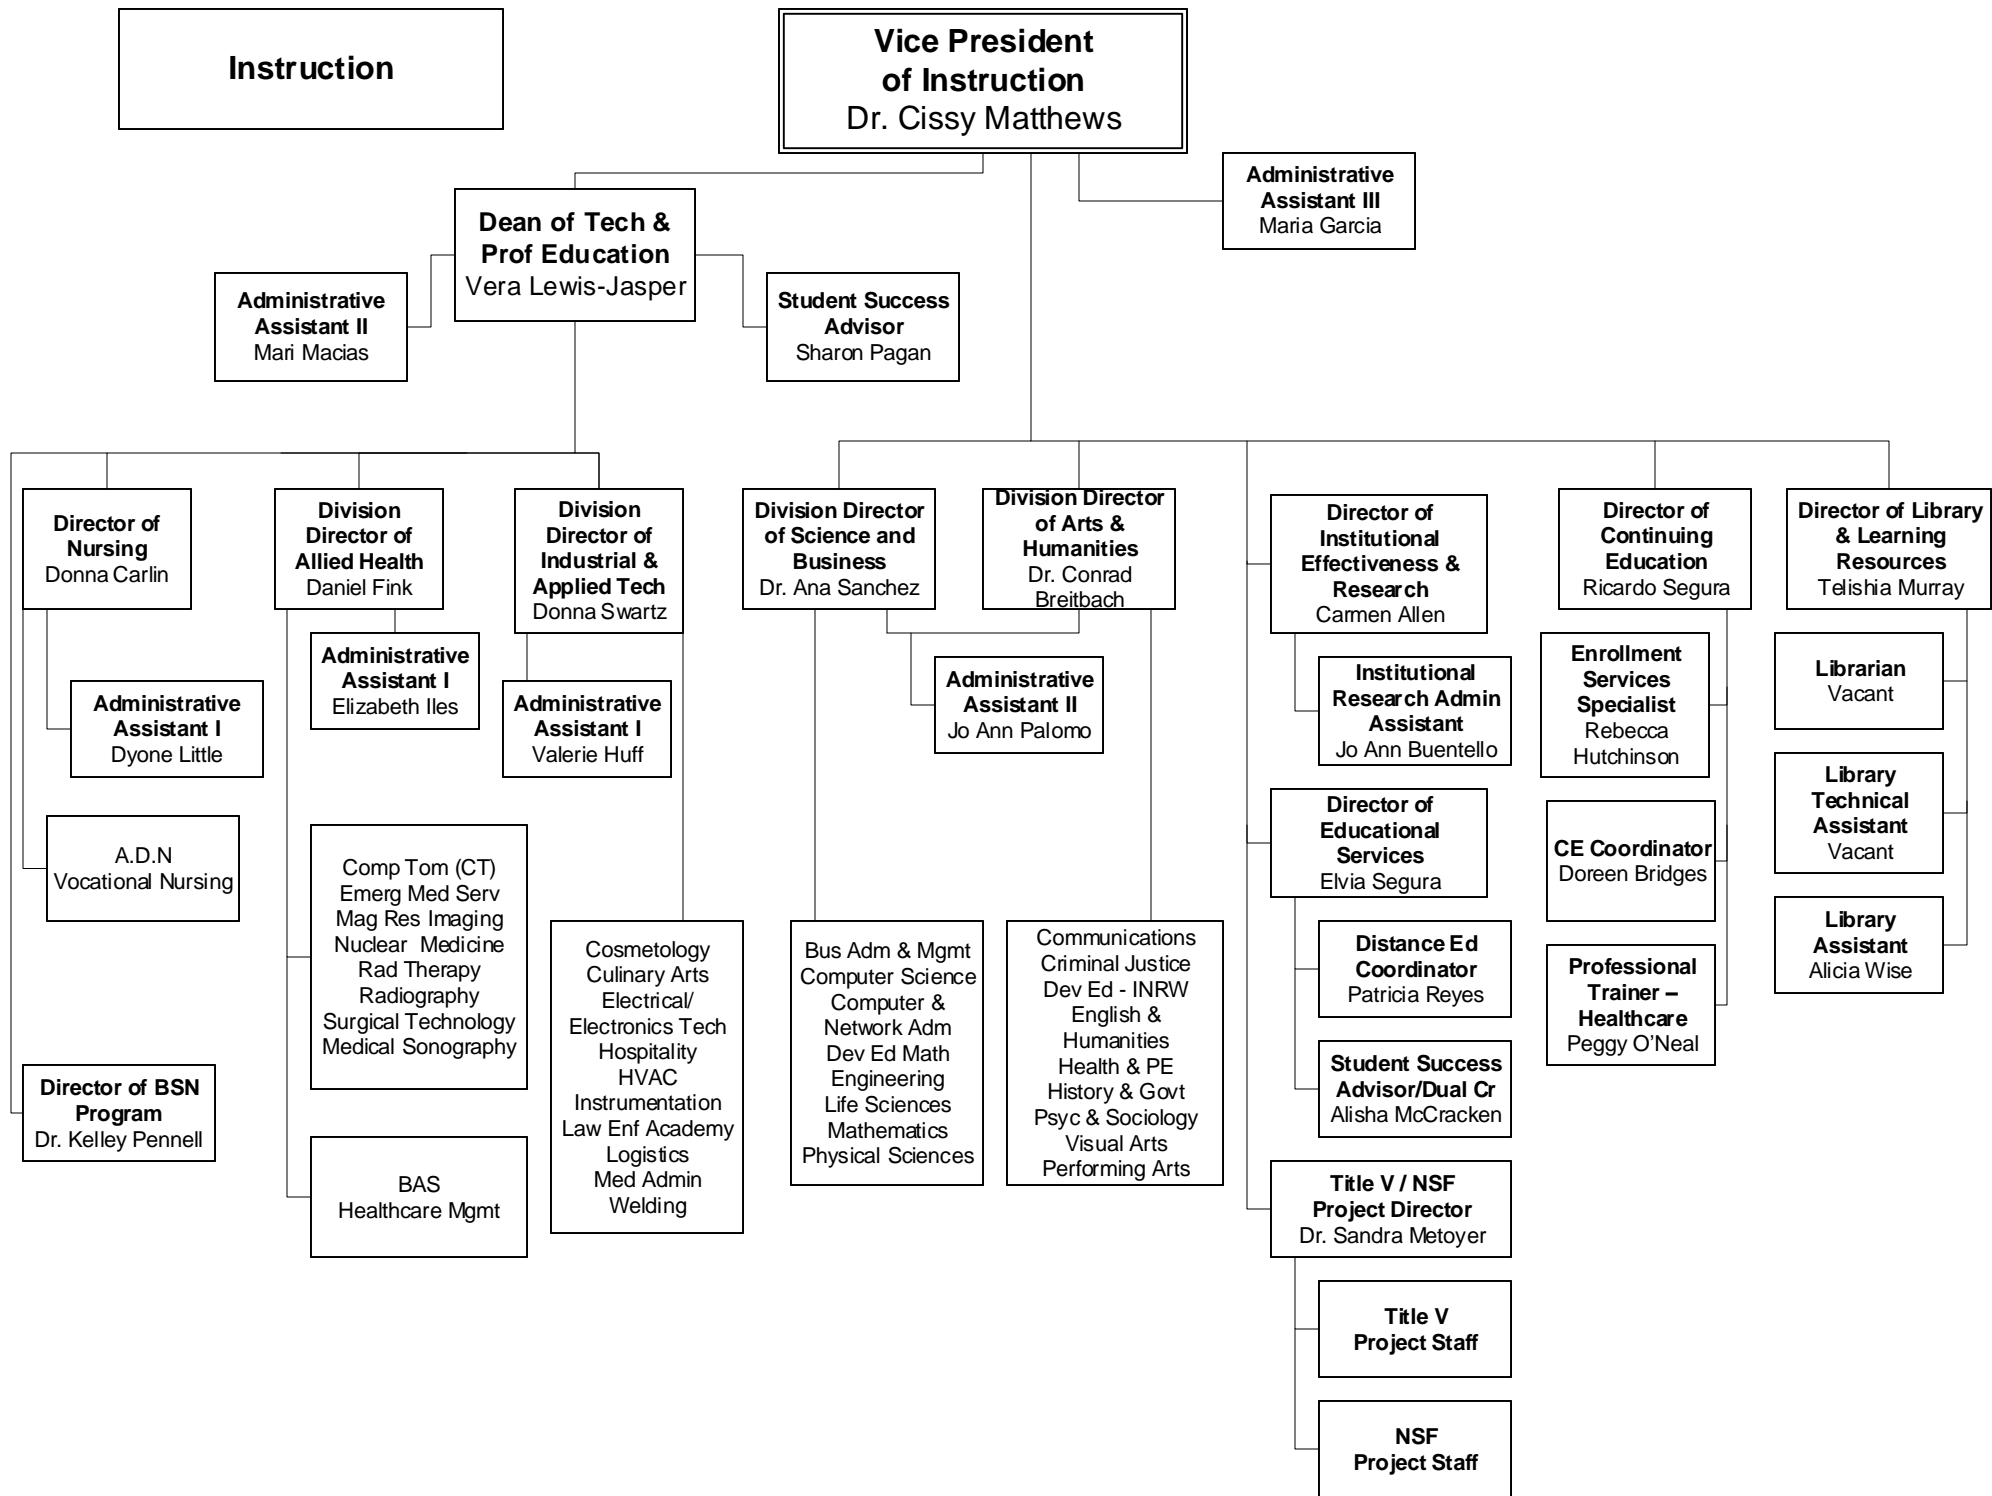 Instruction
Vice President
of Instruction
Dr. Cissy Matthews
Administrative
Assistant III
Maria Garcia
Dean of Tech &
Prof Education
Vera Lewis-Jasper
Administrative
Assistant II
Mari Macias
Student Success
Advisor
Sharon Pagan
Director of
Nursing
Donna Carlin
Division
Director of
Allied Health
Daniel Fink
Division
Director of
Industrial &
Applied Tech
Donna Swartz
Division Director
of Science and
Business
Dr. Ana Sanchez
Division Director
of Arts &
Humanities
Dr. Conrad
Breitbach
Director of
Institutional
Effectiveness &
Research
Carmen Allen
Director of
Continuing
Education
Ricardo Segura
Director of Library
& Learning
Resources
Telishia Murray
Administrative
Assistant I
Dyone Little
Administrative
Assistant I
Elizabeth Iles
Administrative
Assistant I
Valerie Huff
Administrative
Assistant II
Jo Ann Palomo
Institutional
Research Admin
Assistant
Jo Ann Buentello
Enrollment
Services
Specialist
Rebecca
Hutchinson
Librarian
Vacant
Library
Technical
Assistant
Vacant
Director of
Educational
Services
Elvia Segura
CE Coordinator
Doreen Bridges
A.D.N
Vocational Nursing
Comp Tom (CT)
Emerg Med Serv
Mag Res Imaging
Nuclear Medicine
Rad Therapy
Radiography
Surgical Technology
Medical Sonography
Cosmetology
Culinary Arts
Electrical/
Electronics Tech
Hospitality
HVAC
Instrumentation
Law Enf Academy
Logistics
Med Admin
Welding
Bus Adm & Mgmt
Computer Science
Computer &
Network Adm
Dev Ed Math
Engineering
Life Sciences
Mathematics
Physical Sciences
Communications
Criminal Justice
Dev Ed - INRW
English &
Humanities
Health & PE
History & Govt
Psyc & Sociology
Visual Arts
Performing Arts
Distance Ed
Coordinator
Patricia Reyes
Professional
Trainer –
Healthcare
Peggy O’Neal
Library
Assistant
Alicia Wise
Student Success
Advisor/Dual Cr
Alisha McCracken
Director of BSN
Program
Dr. Kelley Pennell
BAS
Healthcare Mgmt
Title V / NSF
Project Director
Dr. Sandra Metoyer
Title V
Project Staff
NSF
Project Staff